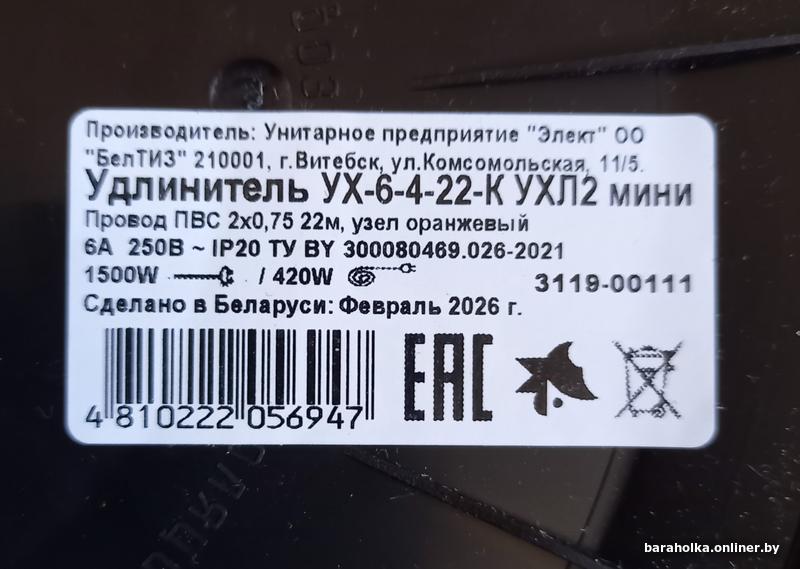 Производитель: Унитарное предприятие "Элект" ОО
"БелТИЗ" 210001, г.Витебск, ул.Комсомольская, 11/5.
Удлинитель УХ-6-4-22-К УХЛ2 мини
Провод ПВС 2х0,75 22м, узел оранжевый
6А 250В ~ IP20 ТУ BY 300080469.026-2021
1500W / 420W
3119-00111
Сделано в Беларуси: Февраль 2026 г.
4 810222 056947
EAC
baraholka.onliner.by